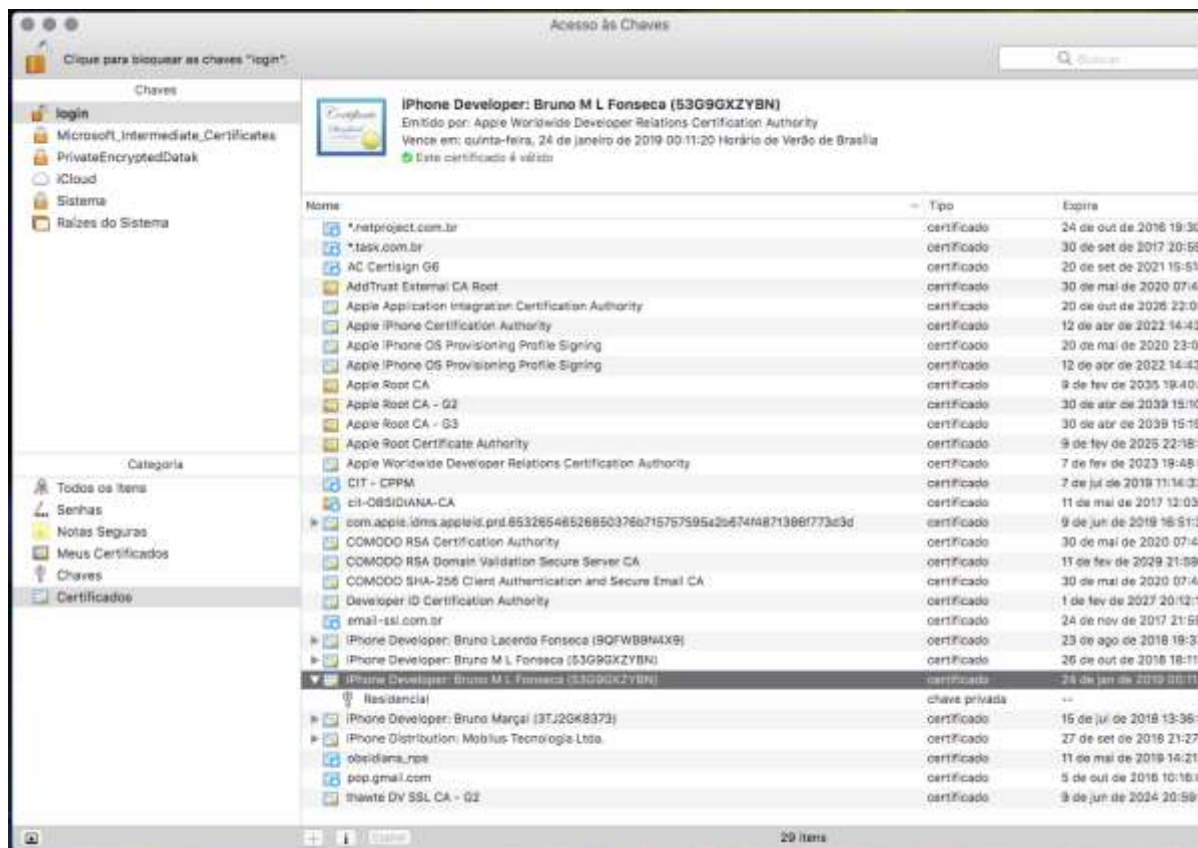 Acesso às Chaves
Clique para bloquear as chaves "login".
Chaves
login
Microsoft_Intermediate_Certificates
PrivateEncryptedDatak
iCloud
Sistema
Raízes do Sistema
iPhone Developer: Bruno M L Fonseca (53G9GXZYBN)
Emitido por: Apple Worldwide Developer Relations Certification Authority
Vence em: quinta-feira, 24 de janeiro de 2019 00:11:20 Horário de Verão de Brasília
Este certificado é válido
Nome Tipo Expira
*.netproject.com.br certificado 24 de out de 2016 19:30
*.task.com.br certificado 30 de set de 2017 20:59
AC Certisign G6 certificado 20 de set de 2021 15:51
AddTrust External CA Root certificado 30 de mai de 2020 07:4
Apple Application Integration Certification Authority certificado 20 de out de 2026 22:0
Apple iPhone Certification Authority certificado 12 de abr de 2022 14:43
Apple iPhone OS Provisioning Profile Signing certificado 20 de mai de 2020 23:0
Apple iPhone OS Provisioning Profile Signing certificado 12 de abr de 2022 14:43
Apple Root CA certificado 9 de fev de 2035 19:40:
Apple Root CA - G2 certificado 30 de abr de 2039 15:10
Apple Root CA - G3 certificado 30 de abr de 2039 15:19
Apple Root Certificate Authority certificado 9 de fev de 2025 22:18:
Apple Worldwide Developer Relations Certification Authority certificado 7 de fev de 2023 19:48:
CIT - CPPM certificado 7 de jul de 2019 11:14:3
cit-OBSIDIANA-CA certificado 11 de mai de 2017 12:03
certificado 9 de jun de 2019 16:51:
COMODO RSA Certification Authority certificado 30 de mai de 2020 07:4
COMODO RSA Domain Validation Secure Server CA certificado 11 de fev de 2029 21:59
COMODO SHA-256 Client Authentication and Secure Email CA certificado 30 de mai de 2020 07:4
Developer ID Certification Authority certificado 1 de fev de 2027 20:12:1
email-ssl.com.br certificado 24 de nov de 2017 21:59
iPhone Developer: Bruno Lacerda Fonseca (9QFWB9N4X9) certificado 23 de ago de 2018 19:3
iPhone Developer: Bruno M L Fonseca (53G9GXZYBN) certificado 26 de out de 2018 18:11
iPhone Developer: Bruno M L Fonseca (53G9GXZYBN) certificado 24 de jan de 2019 00:11
Residencial chave privada --
iPhone Developer: Bruno Marçal (3TJ2GK8373) certificado 15 de jul de 2018 13:36:
iPhone Distribution: Mobilus Tecnologia Ltda. certificado 27 de set de 2018 21:27
obsidiana_nps certificado 11 de mai de 2019 14:21
pop.gmail.com certificado 5 de out de 2016 10:16:
thawte DV SSL CA - G2 certificado 9 de jun de 2024 20:59
Categoria
Todos os Itens
Senhas
Notas Seguras
Meus Certificados
Chaves
Certificados
29 itens